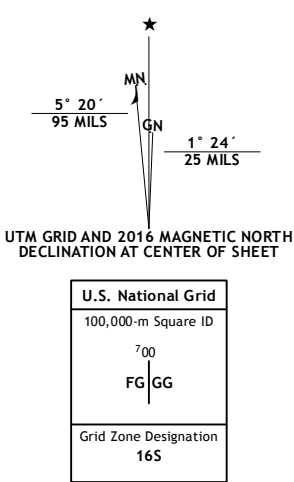 ★
MN
5° 20´
95 MILS
GN
1° 24´
25 MILS
UTM GRID AND 2016 MAGNETIC NORTH
DECLINATION AT CENTER OF SHEET
U.S. National Grid
100,000-m Square ID
⁷00
FG GG
Grid Zone Designation
16S